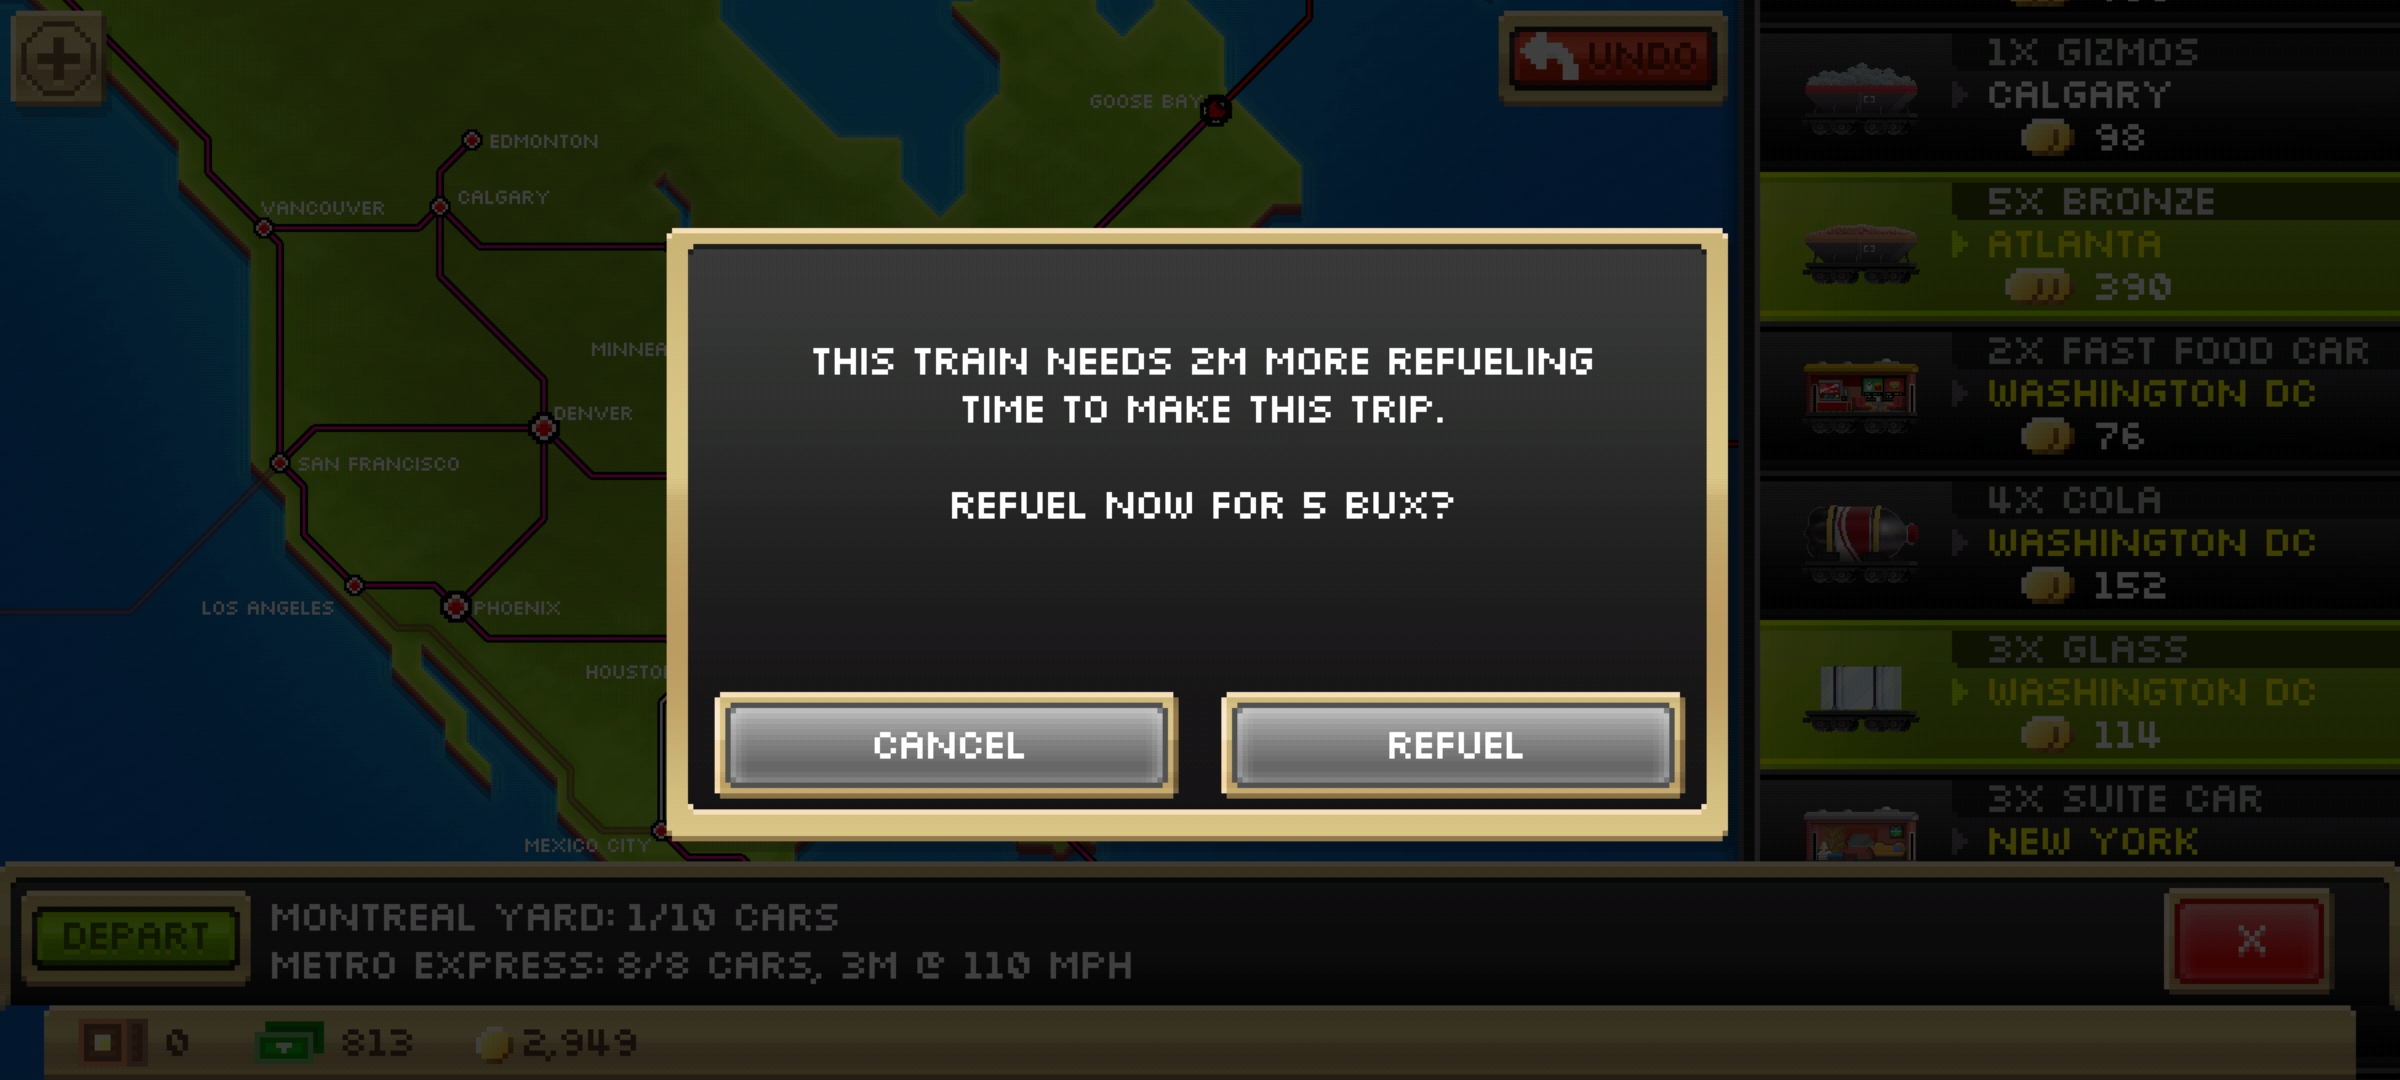 UNDO
GOOSE BAY
EDMONTON
CALGARY
VANCOUVER
MINNEA
DENVER
SAN FRANCISCO
LOS ANGELES
PHOENIX
HOUSTO
MEXICO CITY
THIS TRAIN NEEDS 2M MORE REFUELING
TIME TO MAKE THIS TRIP.
REFUEL NOW FOR 5 BUX?
CANCEL
REFUEL
1X GIZMOS
CALGARY
98
5X BRONZE
ATLANTA
390
2X FAST FOOD CAR
WASHINGTON DC
76
4X COLA
WASHINGTON DC
152
3X GLASS
WASHINGTON DC
114
3X SUITE CAR
NEW YORK
DEPART
MONTREAL YARD: 1/10 CARS
METRO EXPRESS: 8/8 CARS, 3M @ 110 MPH
X
0
813
2,949